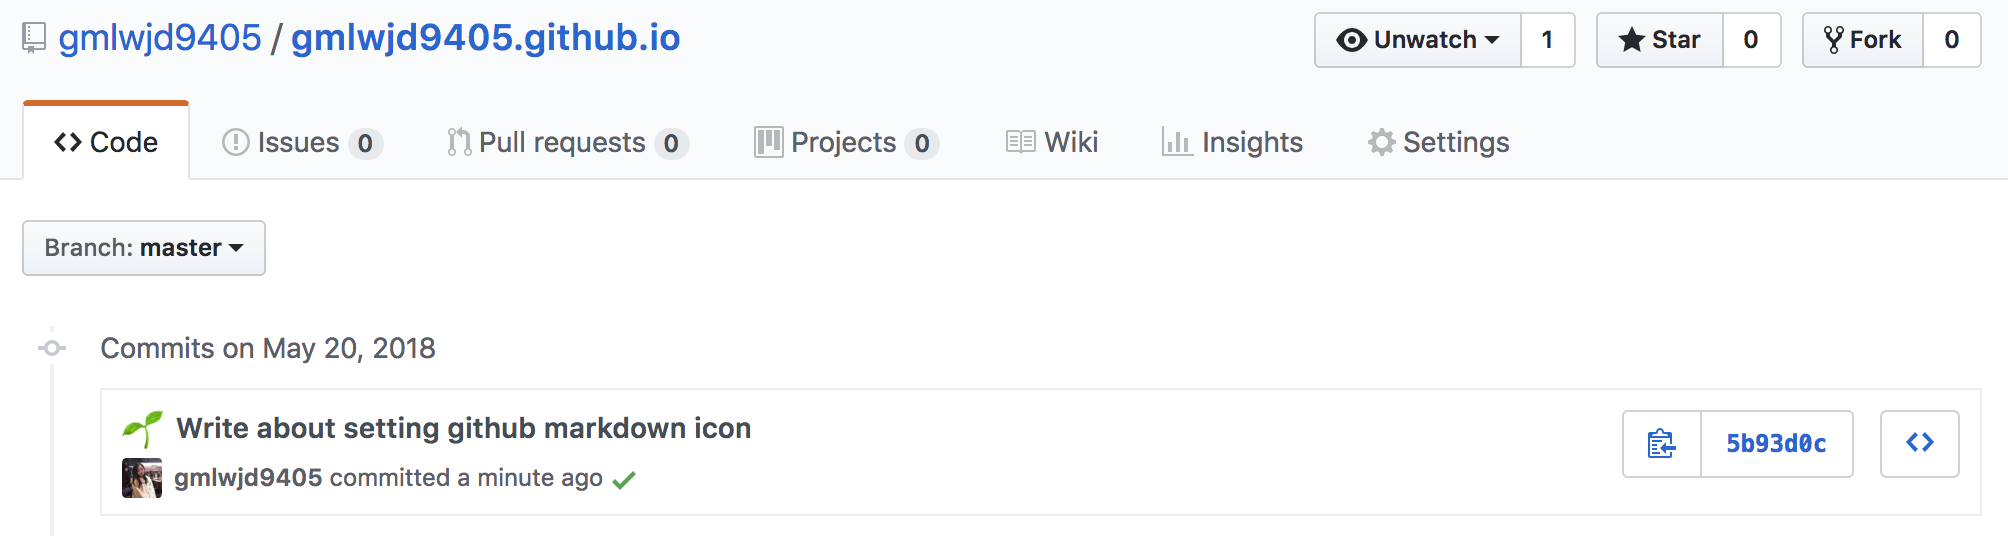 gmlwjd9405 / gmlwjd9405.github.io
Unwatch 1
Star 0
Fork 0
Code
Issues 0
Pull requests 0
Projects 0
Wiki
Insights
Settings
Branch: master
Commits on May 20, 2018
Write about setting github markdown icon
gmlwjd9405 committed a minute ago
5b93d0c